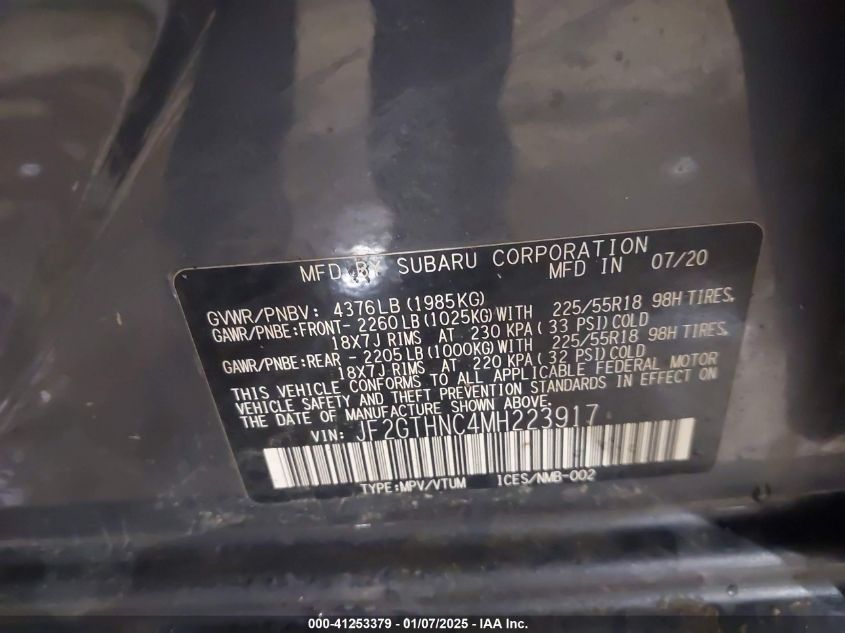 MFD BY SUBARU CORPORATION
MFD IN 07/20
GVWR/PNBV: 4376LB (1985KG)
GAWR/PNBE:FRONT- 2260 LB (1025KG) WITH 225/55R18 98H TIRES,
18X7J RIMS AT 230 KPA ( 33 PSI) COLD
GAWR/PNBE:REAR - 2205 LB (1000KG) WITH 225/55R18 98H TIRES,
18X7J RIMS AT 220 KPA ( 32 PSI) COLD
THIS VEHICLE CONFORMS TO ALL APPLICABLE FEDERAL MOTOR
VEHICLE SAFETY AND THEFT PREVENTION STANDARDS IN EFFECT ON
THE DATE OF MANUFACTURE SHOWN ABOVE.
VIN: JF2GTHNC4MH223917
TYPE:MPV/VTUM ICES/NMB-002
000-41253379 - 01/07/2025 - IAA Inc.